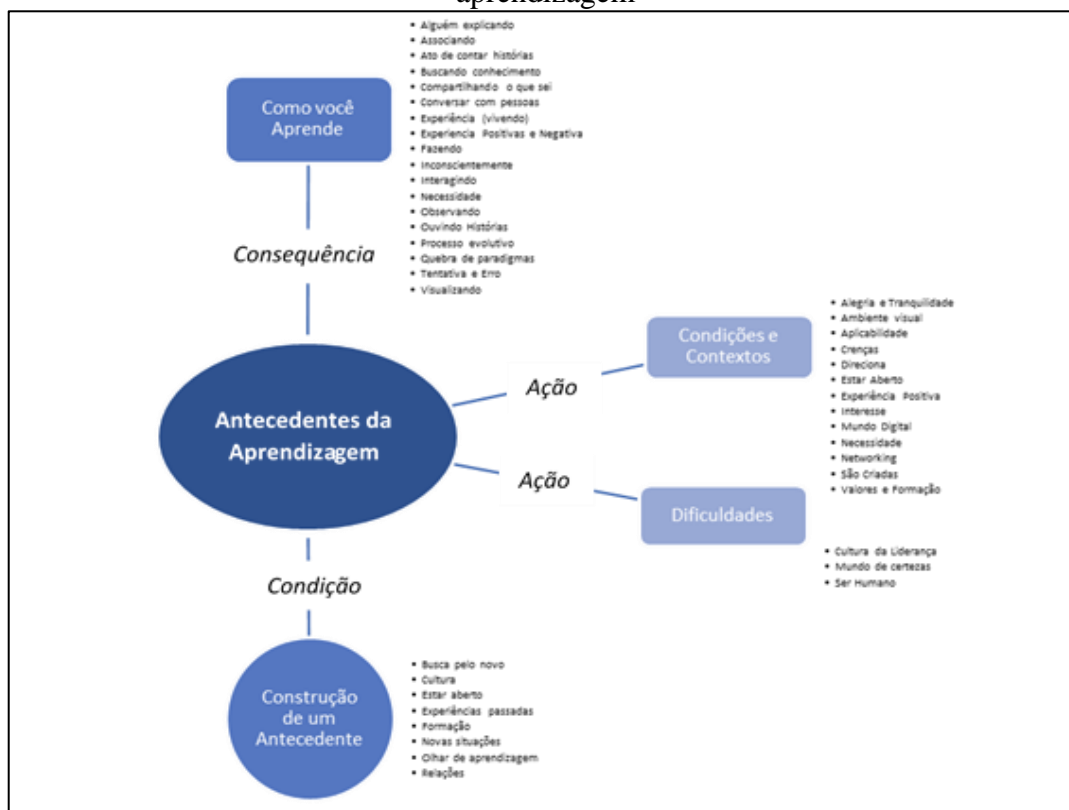 aprendizagem
Como você
Aprende
• Alguém explicando
• Associando
• Ato de contar histórias
• Buscando conhecimento
• Compartilhando o que sei
• Conversar com pessoas
• Experiência (vivendo)
• Experiencia Positivas e Negativa
• Fazendo
• Inconscientemente
• Interagindo
• Necessidade
• Observando
• Ouvindo Histórias
• Processo evolutivo
• Quebra de paradigmas
• Tentativa e Erro
• Visualizando
Consequência
Antecedentes da
Aprendizagem
Ação
Condições e
Contextos
• Alegria e Tranquilidade
• Ambiente visual
• Aplicabilidade
• Crenças
• Direciona
• Estar Aberto
• Experiência Positiva
• Interesse
• Mundo Digital
• Necessidade
• Networking
• São Criadas
• Valores e Formação
Ação
Dificuldades
• Cultura da Liderança
• Mundo de certezas
• Ser Humano
Condição
Construção
de um
Antecedente
• Busca pelo novo
• Cultura
• Estar aberto
• Experiências passadas
• Formação
• Novas situações
• Olhar de aprendizagem
• Relações